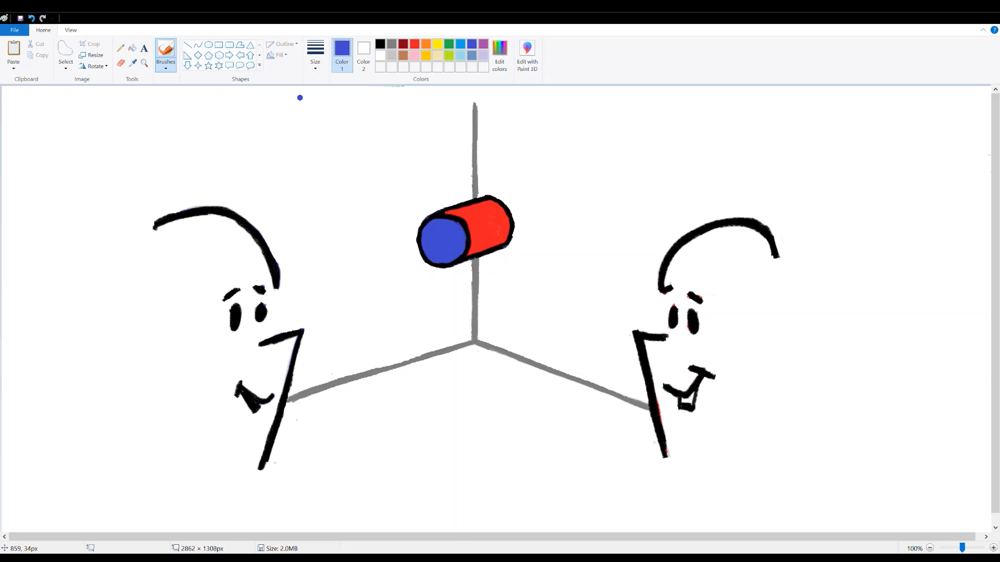 File Home View
Paste Cut Copy
Clipboard
Select Crop Resize Rotate
Image
A
Tools
Brushes
Outline
Fill
Shapes
Size
Color 1
Color 2
Edit colors
Colors
Edit with Paint 3D
?
859, 34px
2862 × 1308px
Size: 2.0MB
100%